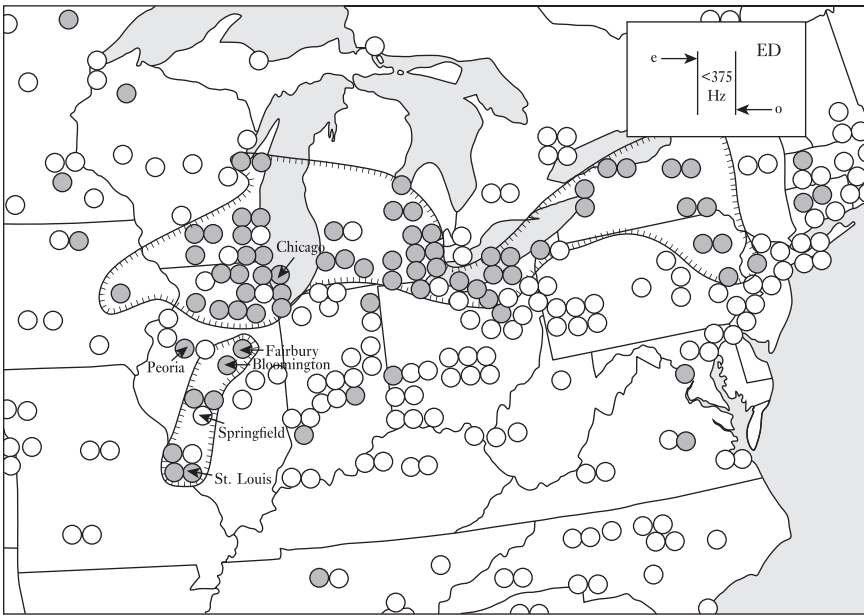 ED
e
<375
Hz
o
Chicago
Fairbury
Peoria
Bloomington
Springfield
St. Louis